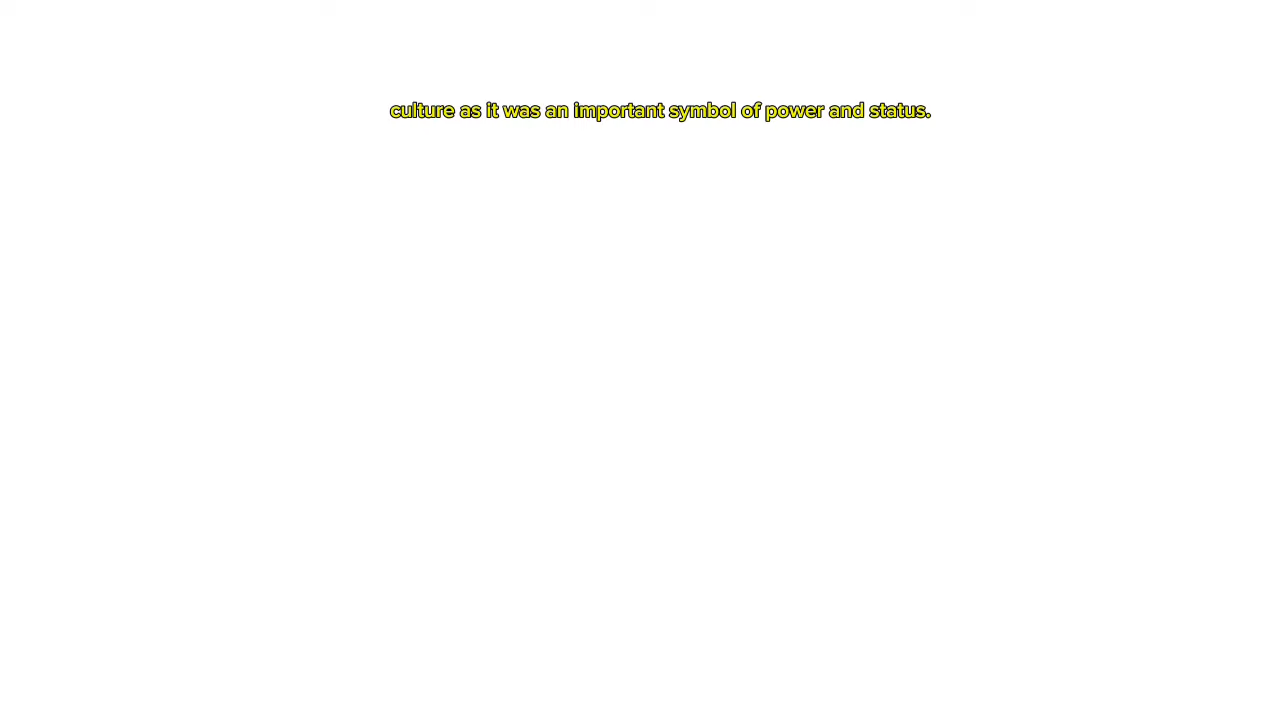 culture as it was an important symbol of power and status.